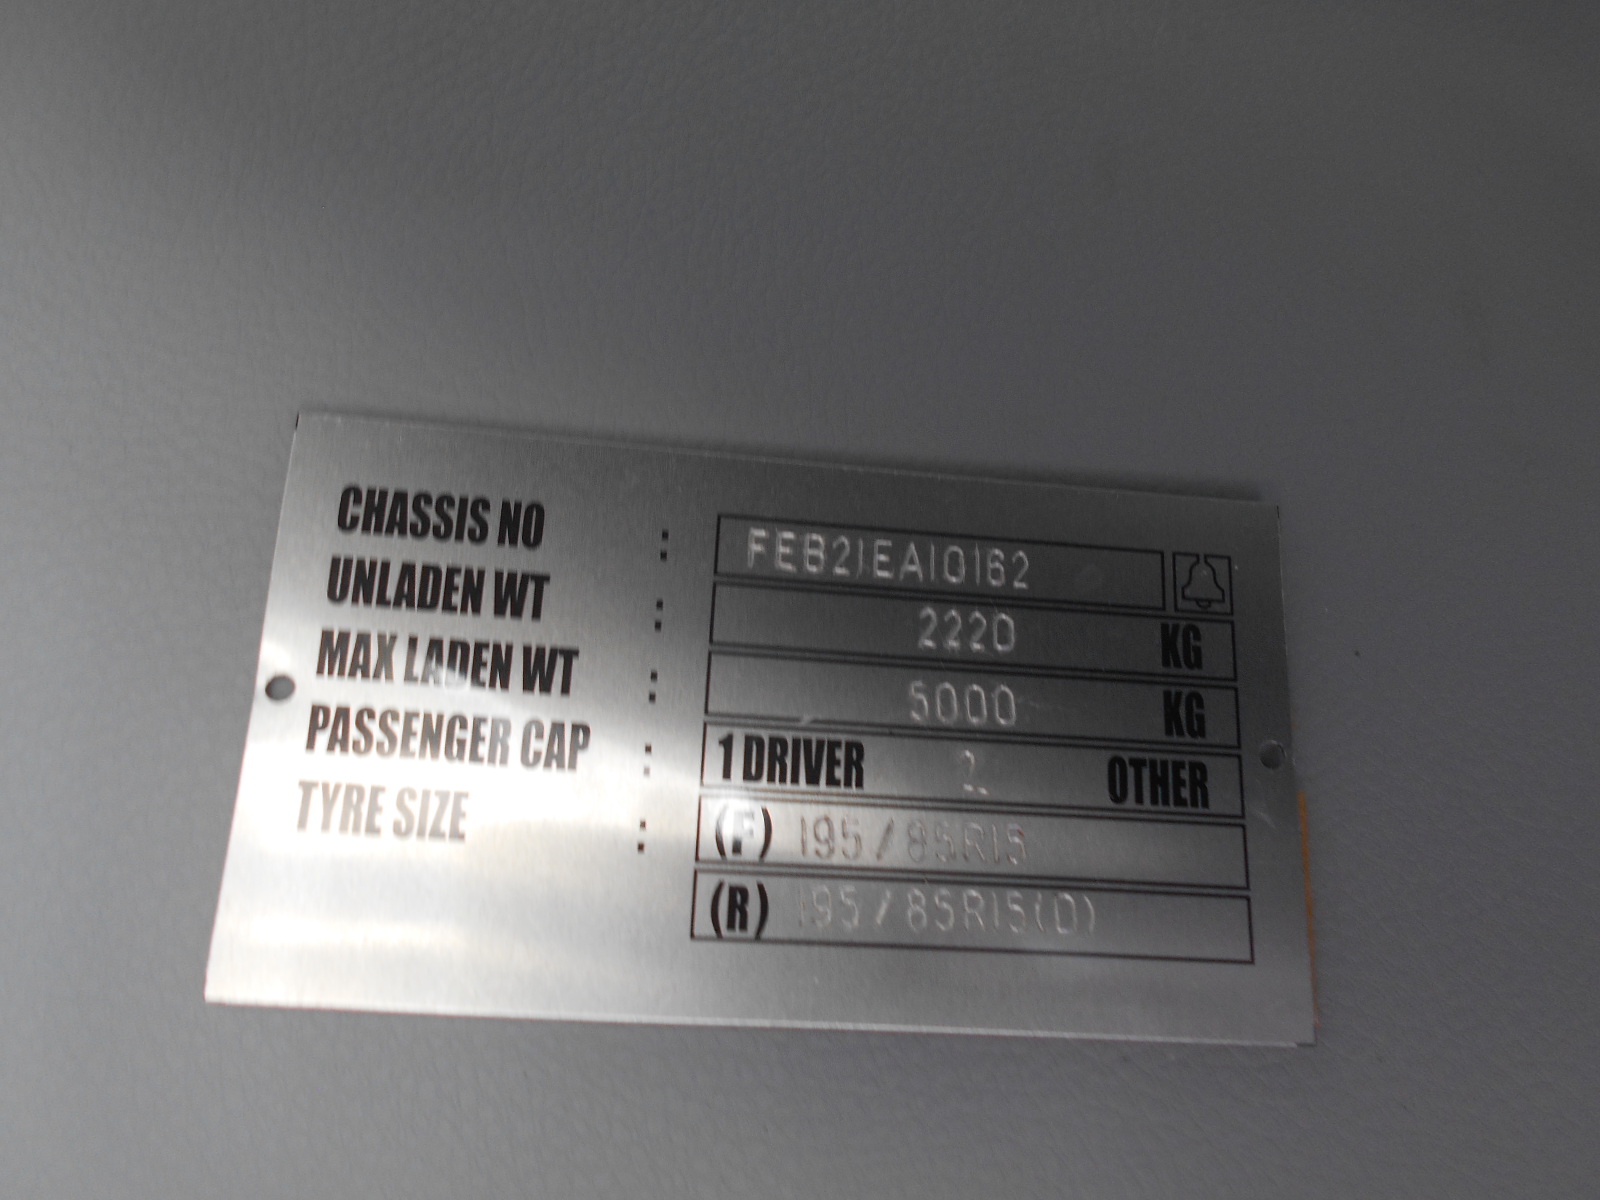 CHASSIS NO : FEB21EA10162
UNLADEN WT : 2220 KG
MAX LADEN WT : 5000 KG
PASSENGER CAP : 1 DRIVER 2 OTHER
TYRE SIZE : (F) 195/85R15
(R) 195/85R15(D)